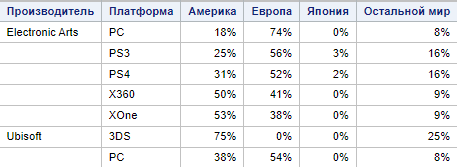 Производитель Платформа Америка Европа Япония Остальной мир
Electronic Arts PC 18% 74% 0% 8%
PS3 25% 56% 3% 16%
PS4 31% 52% 2% 16%
X360 50% 41% 0% 9%
XOne 53% 38% 0% 9%
Ubisoft 3DS 75% 0% 0% 25%
PC 38% 54% 0% 8%